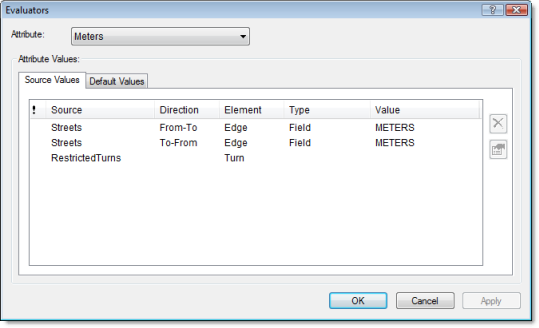 Evaluators
Attribute: Meters
Attribute Values:
Source Values Default Values
! Source Direction Element Type Value
Streets From-To Edge Field METERS
Streets To-From Edge Field METERS
RestrictedTurns Turn
OK Cancel Apply